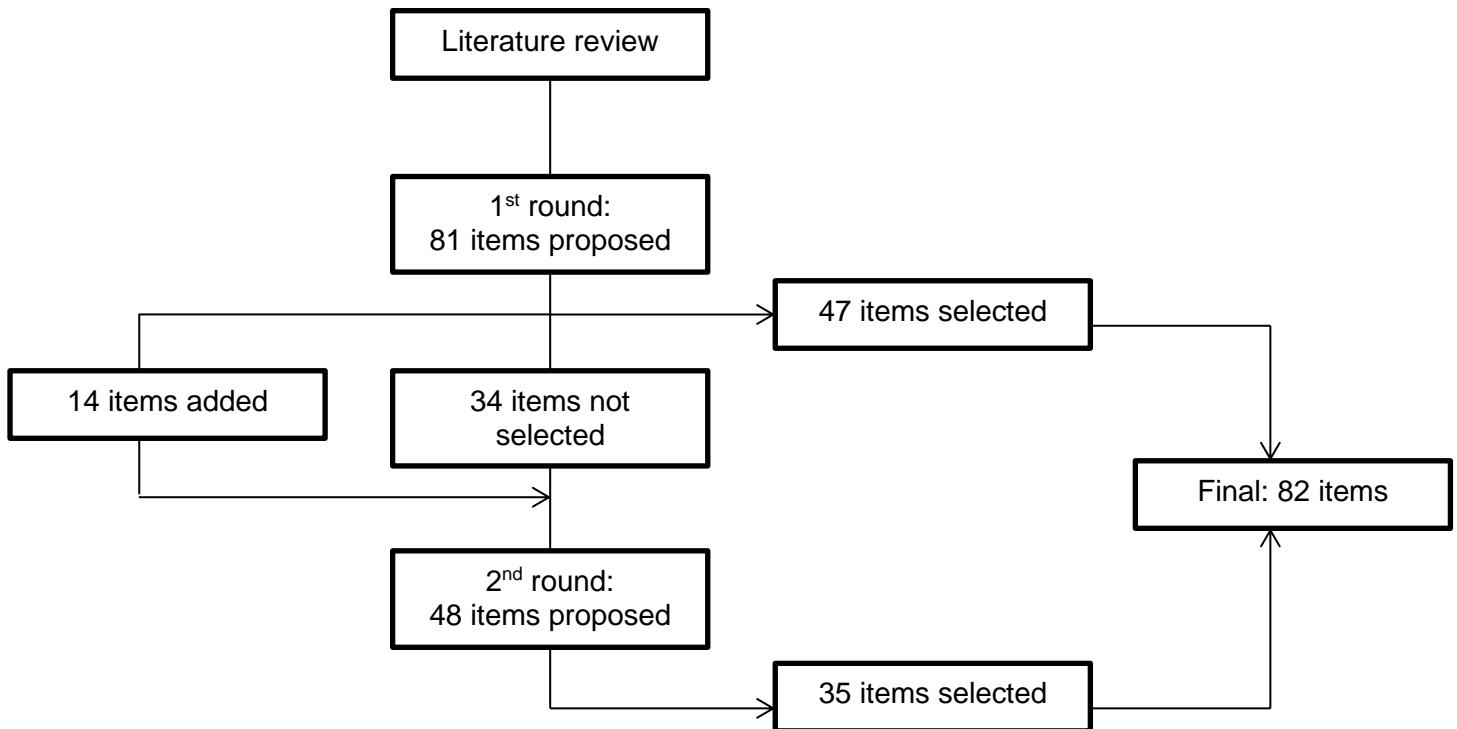 Literature review
1st round:
81 items proposed
47 items selected
14 items added
34 items not
selected
Final: 82 items
2nd round:
48 items proposed
35 items selected